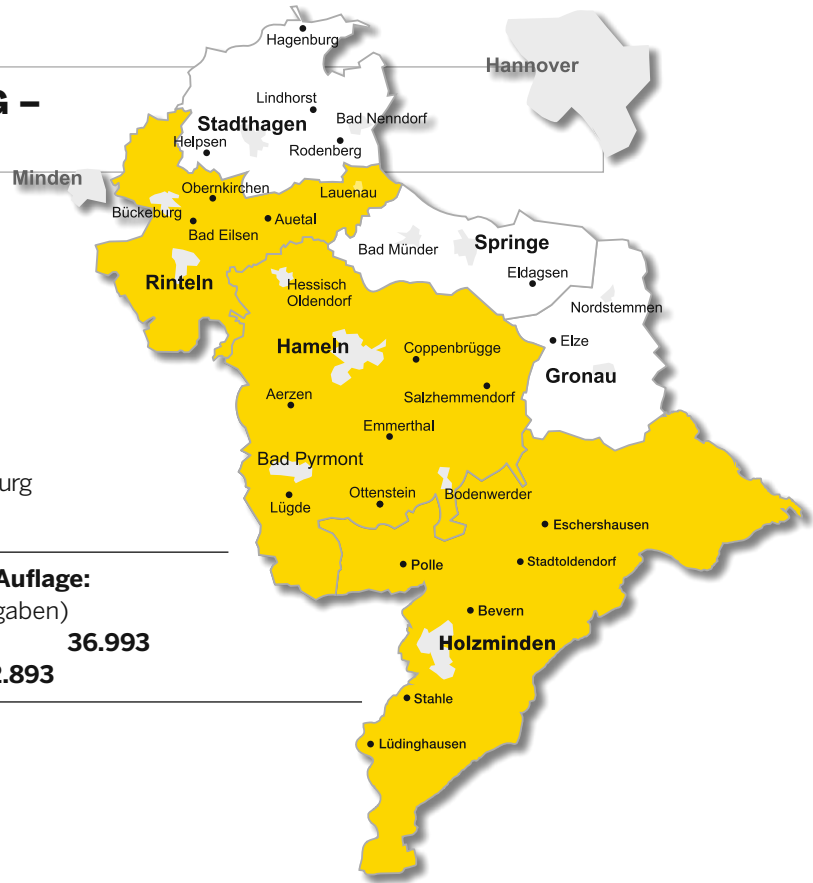 Hagenburg
Hannover
G –
Lindhorst
Bad Nenndorf
Stadthagen
Helpsen
Rodenberg
Minden
Obernkirchen
Lauenau
Bückeburg
Auetal
Bad Eilsen
Bad Münder
Springe
Eldagsen
Rinteln
Hessisch
Oldendorf
Nordstemmen
Hameln
Coppenbrügge
Elze
Gronau
Aerzen
Salzhemmendorf
Emmerthal
Bad Pyrmont
urg
Lügde
Ottenstein
Bodenwerder
Eschershausen
Auflage:
Polle
Stadtoldendorf
gaben)
Bevern
36.993
Holzminden
2.893
Stahle
Lüdinghausen